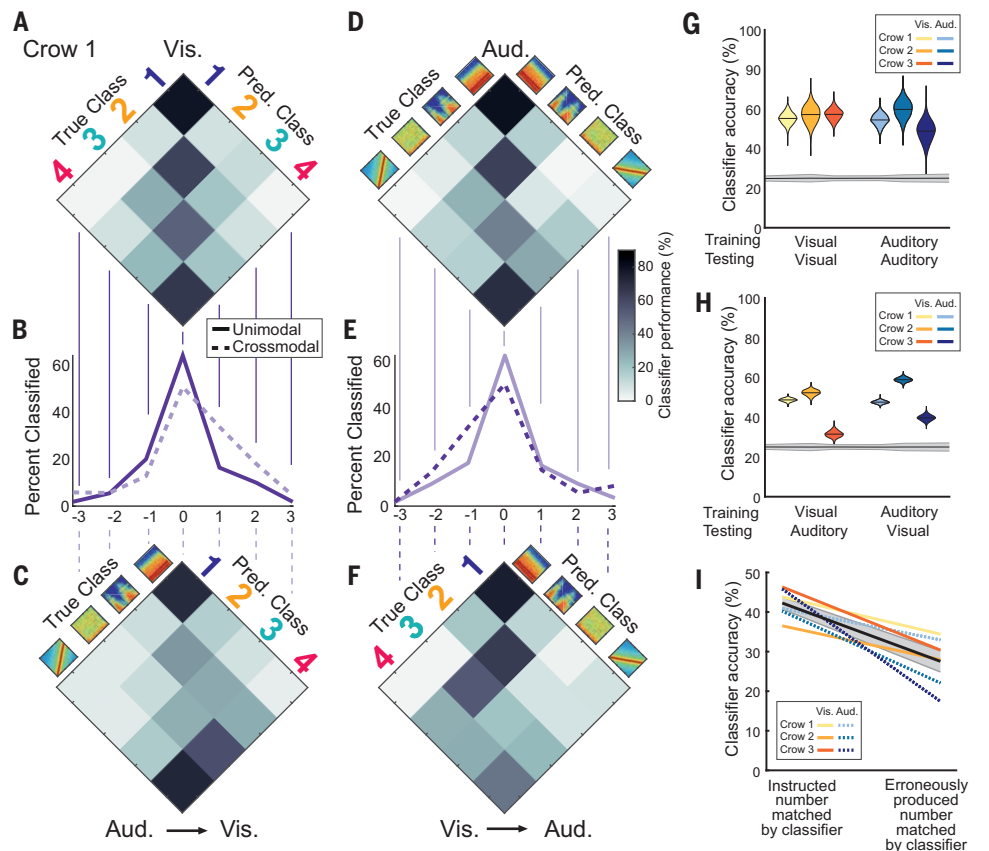 A
Crow 1
Vis.
True Class
1
2
3
4
Pred. Class
1
2
3
4
B
Unimodal
Crossmodal
Percent Classified
60
40
20
0
-3
-2
-1
0
1
2
3
C
True Class
Pred. Class
1
2
3
4
Aud. → Vis.
D
Aud.
True Class
Pred. Class
Classifier performance (%)
80
60
40
20
0
E
Percent Classified
60
40
20
0
-3
-2
-1
0
1
2
3
F
True Class
1
2
3
4
Pred. Class
Vis. → Aud.
G
Classifier accuracy (%)
100
80
60
40
20
Vis. Aud.
Crow 1
Crow 2
Crow 3
Training Visual Auditory
Testing Visual Auditory
H
Classifier accuracy (%)
100
80
60
40
20
0
Vis. Aud.
Crow 1
Crow 2
Crow 3
Training Visual Auditory
Testing Auditory Visual
I
Classifier accuracy (%)
50
40
30
20
10
0
Vis. Aud.
Crow 1
Crow 2
Crow 3
Instructed
number
matched
by classifier
Erroneously
produced
number
matched
by classifier